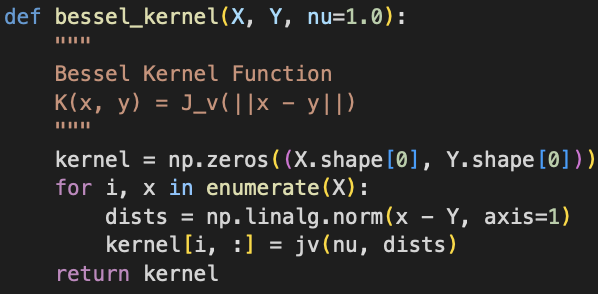 def bessel_kernel(X, Y, nu=1.0):
    """
    Bessel Kernel Function
    K(x, y) = J_v(||x - y||)
    """
    kernel = np.zeros((X.shape[0], Y.shape[0]))
    for i, x in enumerate(X):
        dists = np.linalg.norm(x - Y, axis=1)
        kernel[i, :] = jv(nu, dists)
    return kernel